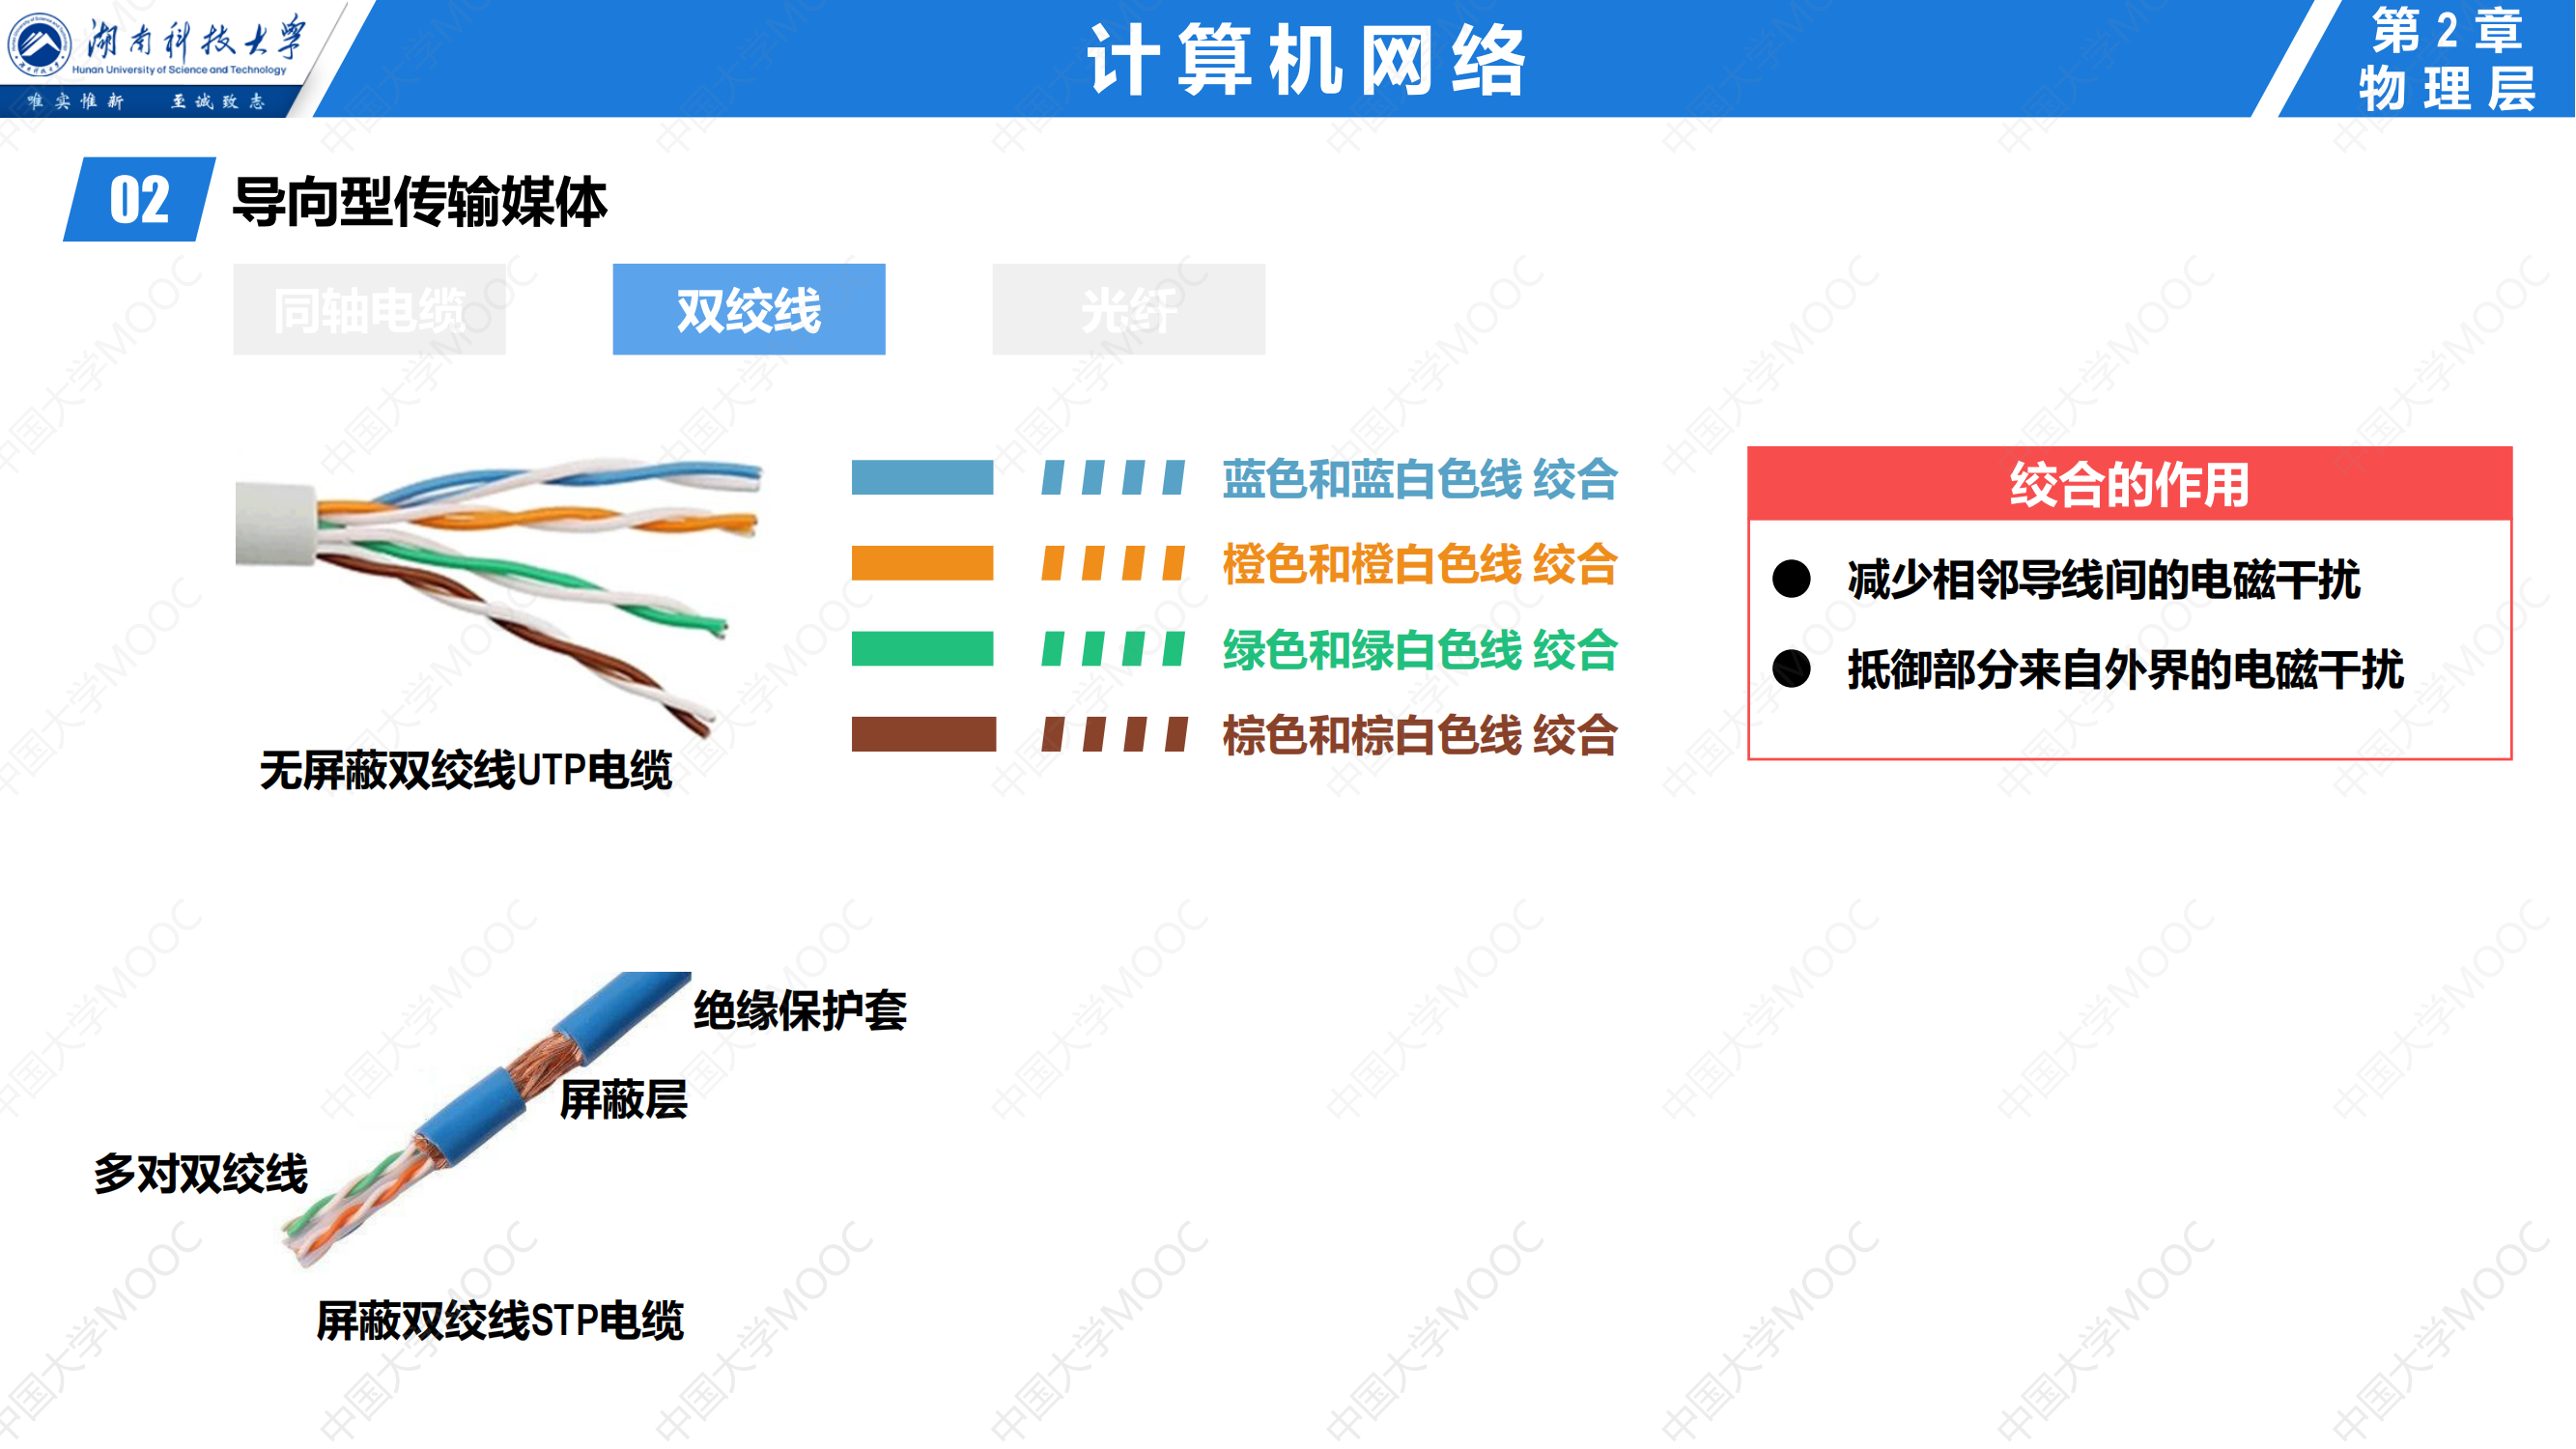 湖南科技大学
Hunan University of Science and Technology
唯实惟新 至诚致志
计算机网络
第2章
物理层
02 导向型传输媒体
同轴电缆 双绞线 光纤
蓝色和蓝白色线 绞合
橙色和橙白色线 绞合
绿色和绿白色线 绞合
棕色和棕白色线 绞合
无屏蔽双绞线UTP电缆
绞合的作用
减少相邻导线间的电磁干扰
抵御部分来自外界的电磁干扰
绝缘保护套
屏蔽层
多对双绞线
屏蔽双绞线STP电缆
中国大学MOOC